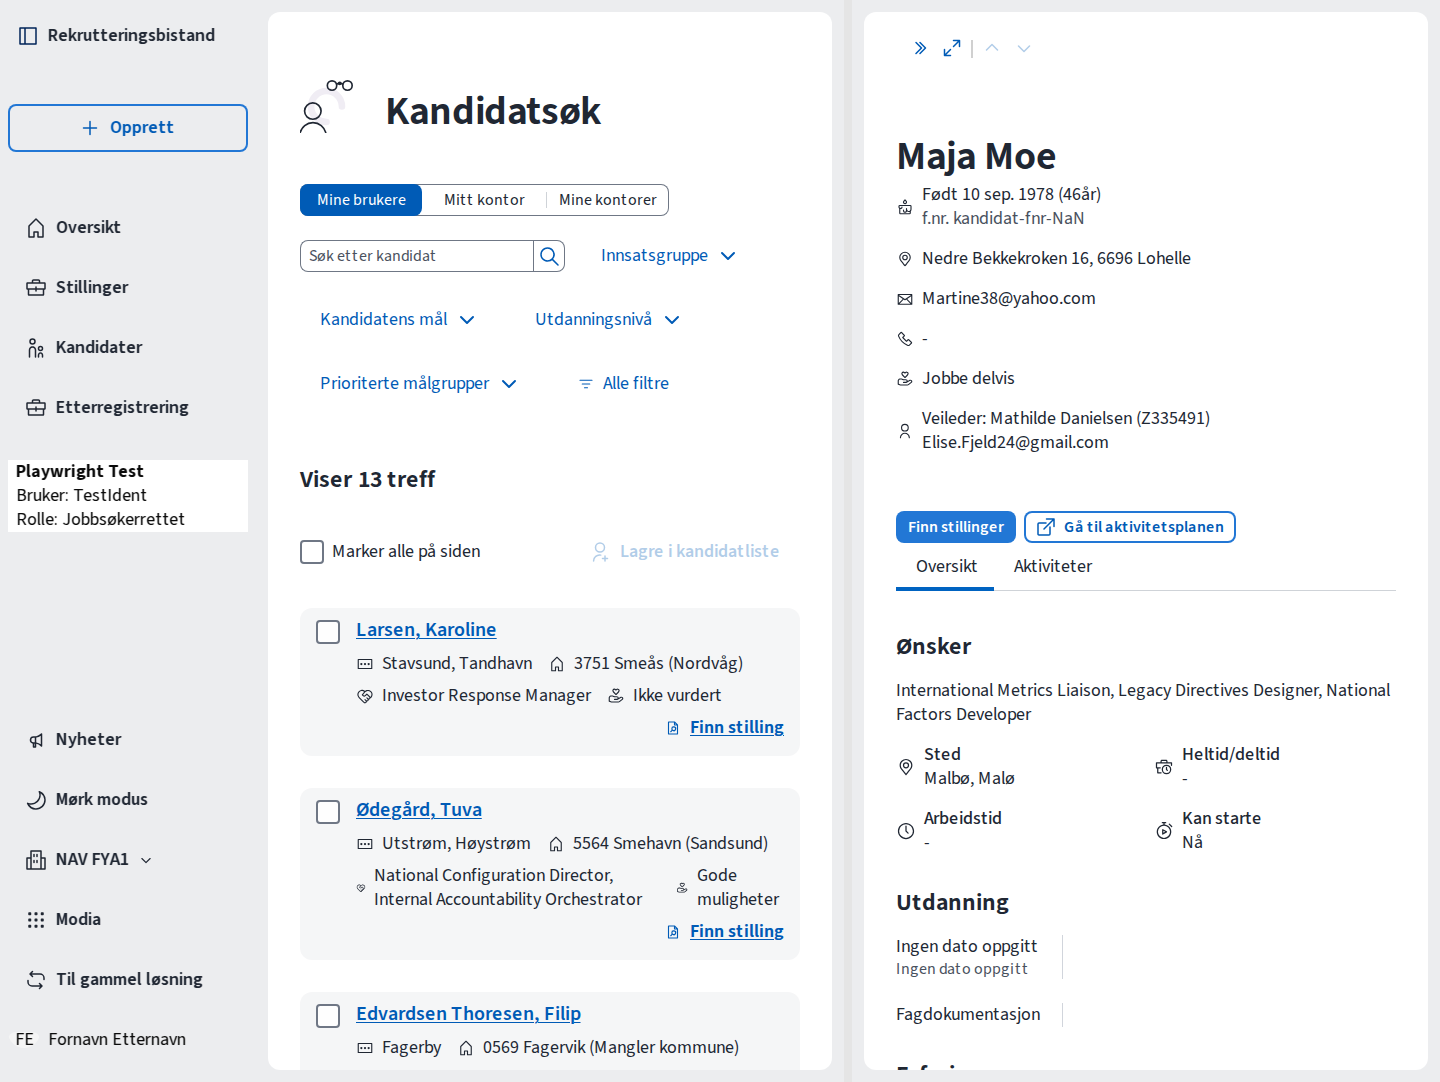 Rekrutteringsbistand
Opprett
Oversikt
Stillinger
Kandidater
Etterregistrering
Playwright Test
Bruker: TestIdent
Rolle: Jobbsøkerrettet
Nyheter
Mørk modus
NAV FYA1
Modia
Til gammel løsning
FE Fornavn Etternavn
Kandidatsøk
Mine brukere Mitt kontor Mine kontorer
Søk etter kandidat Innsatsgruppe
Kandidatens mål Utdanningsnivå
Prioriterte målgrupper Alle filtre
Viser 13 treff
Marker alle på siden Lagre i kandidatliste
Larsen, Karoline
Stavsund, Tandhavn 3751 Smeås (Nordvåg)
Investor Response Manager Ikke vurdert
Finn stilling
Ødegård, Tuva
Utstrøm, Høystrøm 5564 Smehavn (Sandsund)
National Configuration Director, Gode
Internal Accountability Orchestrator muligheter
Finn stilling
Edvardsen Thoresen, Filip
Fagerby 0569 Fagervik (Mangler kommune)
Maja Moe
Født 10 sep. 1978 (46år)
f.nr. kandidat-fnr-NaN
Nedre Bekkekroken 16, 6696 Lohelle
Martine38@yahoo.com
-
Jobbe delvis
Veileder: Mathilde Danielsen (Z335491)
Elise.Fjeld24@gmail.com
Finn stillinger Gå til aktivitetsplanen
Oversikt Aktiviteter
Ønsker
International Metrics Liaison, Legacy Directives Designer, National
Factors Developer
Sted Heltid/deltid
Malbø, Malø -
Arbeidstid Kan starte
- Nå
Utdanning
Ingen dato oppgitt
Ingen dato oppgitt
Fagdokumentasjon